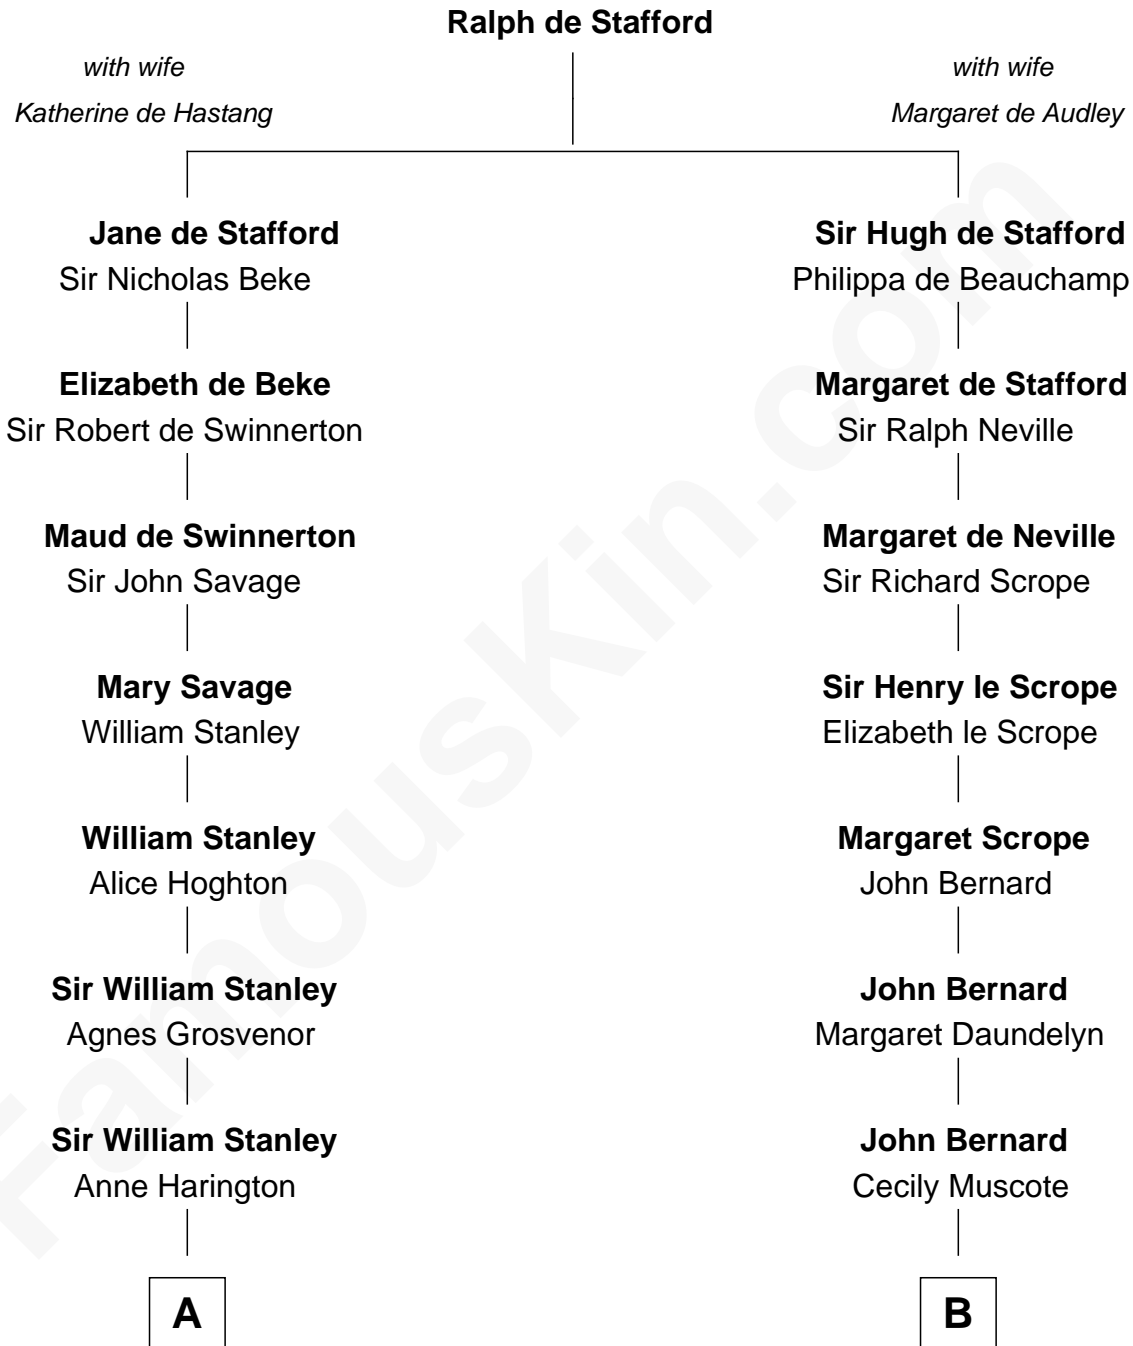 Ralph de Stafford
with wife
Katherine de Hastang
with wife
Margaret de Audley
Jane de Stafford
Sir Nicholas Beke
Sir Hugh de Stafford
Philippa de Beauchamp
Elizabeth de Beke
Sir Robert de Swinnerton
Margaret de Stafford
Sir Ralph Neville
Maud de Swinnerton
Sir John Savage
Margaret de Neville
Sir Richard Scrope
Mary Savage
William Stanley
Sir Henry le Scrope
Elizabeth le Scrope
William Stanley
Alice Hoghton
Margaret Scrope
John Bernard
Sir William Stanley
Agnes Grosvenor
John Bernard
Margaret Daundelyn
Sir William Stanley
Anne Harington
John Bernard
Cecily Muscote
A
B
FamousKin.com